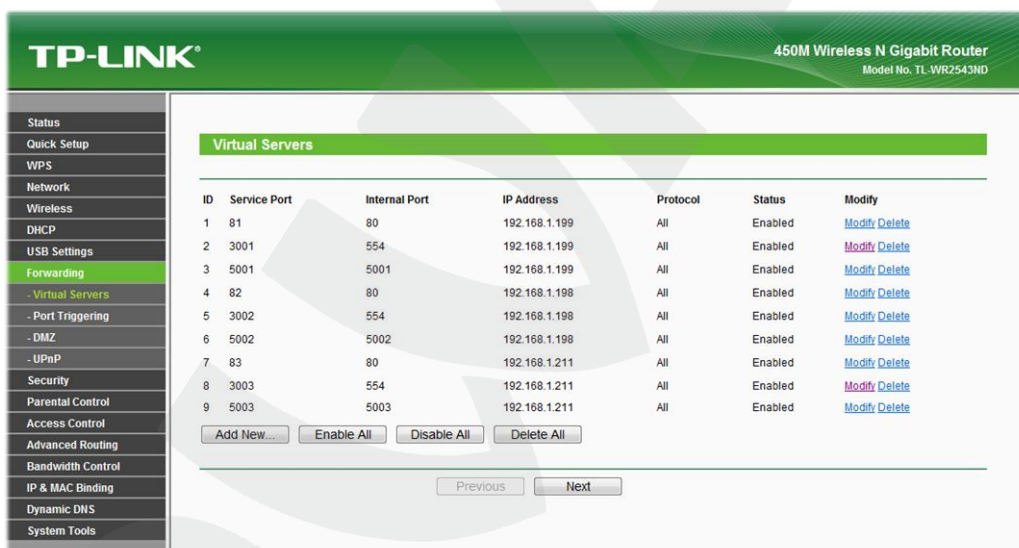 TP-LINK®
450M Wireless N Gigabit Router
Model No. TL-WR2543ND
Status
Quick Setup
WPS
Network
Wireless
DHCP
USB Settings
Forwarding
- Virtual Servers
- Port Triggering
- DMZ
- UPnP
Security
Parental Control
Access Control
Advanced Routing
Bandwidth Control
IP & MAC Binding
Dynamic DNS
System Tools
Virtual Servers
ID Service Port Internal Port IP Address Protocol Status Modify
1 81 80 192.168.1.199 All Enabled Modify Delete
2 3001 554 192.168.1.199 All Enabled Modify Delete
3 5001 5001 192.168.1.199 All Enabled Modify Delete
4 82 80 192.168.1.198 All Enabled Modify Delete
5 3002 554 192.168.1.198 All Enabled Modify Delete
6 5002 5002 192.168.1.198 All Enabled Modify Delete
7 83 80 192.168.1.211 All Enabled Modify Delete
8 3003 554 192.168.1.211 All Enabled Modify Delete
9 5003 5003 192.168.1.211 All Enabled Modify Delete
Add New... Enable All Disable All Delete All
Previous Next